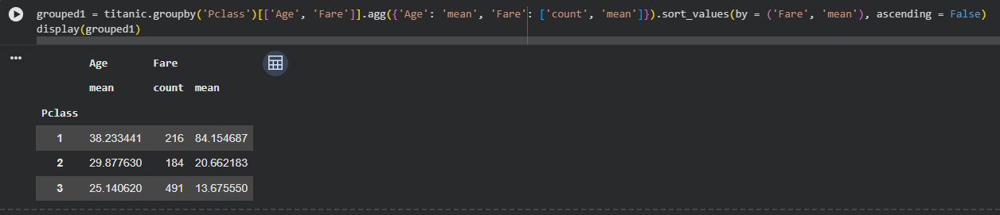 grouped1 = titanic.groupby('Pclass')[['Age', 'Fare']].agg({'Age': 'mean', 'Fare': ['count', 'mean']}).sort_values(by = ('Fare', 'mean'), ascending = False)
display(grouped1)
Age Fare
mean count mean
Pclass
1 38.233441 216 84.154687
2 29.877630 184 20.662183
3 25.140620 491 13.675550